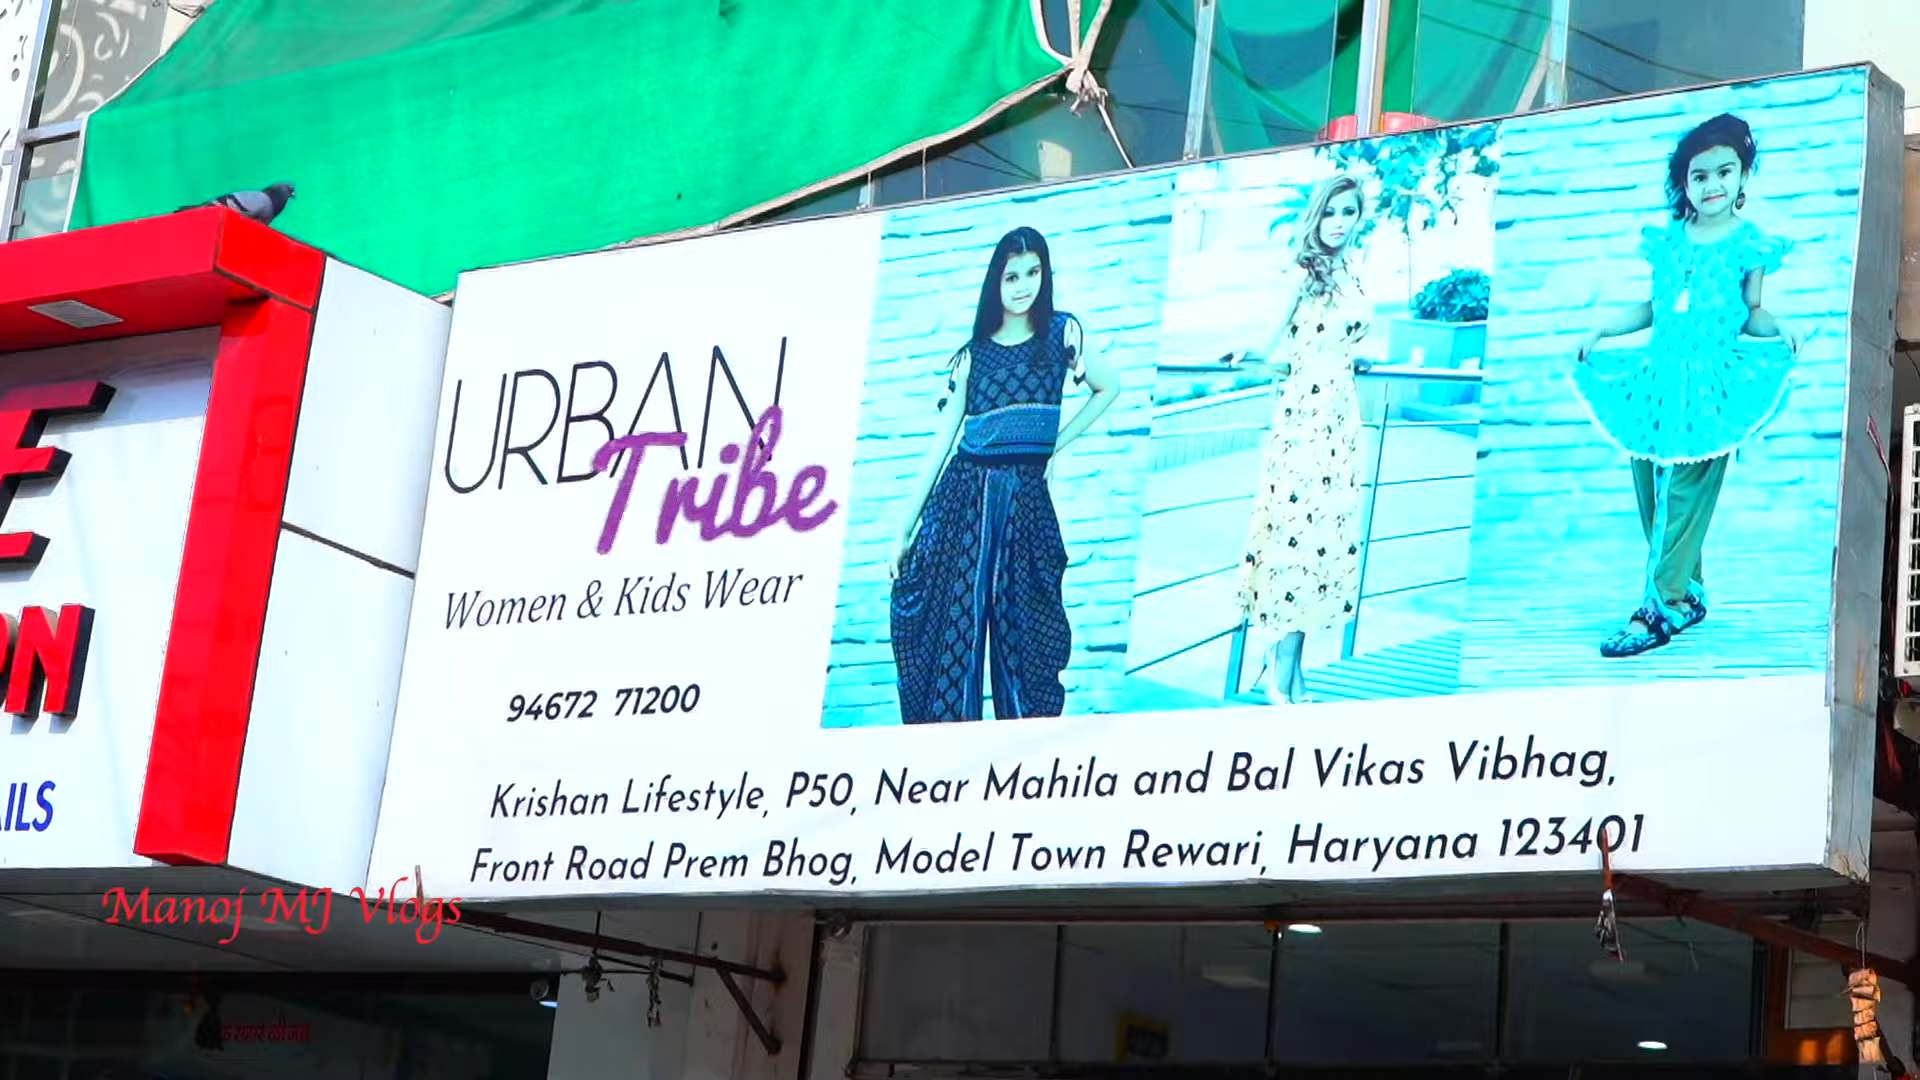 URBAN
Tribe
Women & Kids Wear
94672 71200
Krishan Lifestyle, P50, Near Mahila and Bal Vikas Vibhag,
Front Road Prem Bhog, Model Town Rewari, Haryana 123401
Manoj MJ Vlogs